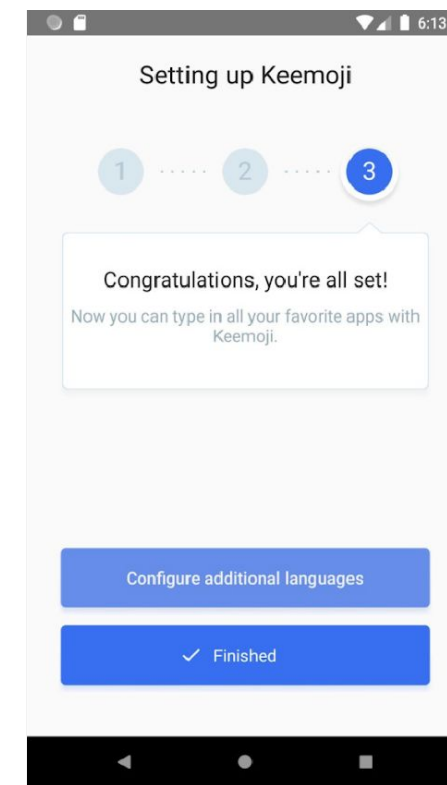 6:13
Setting up Keemoji
1 ..... 2 ..... 3
Congratulations, you're all set!
Now you can type in all your favorite apps with
Keemoji.
Configure additional languages
Finished